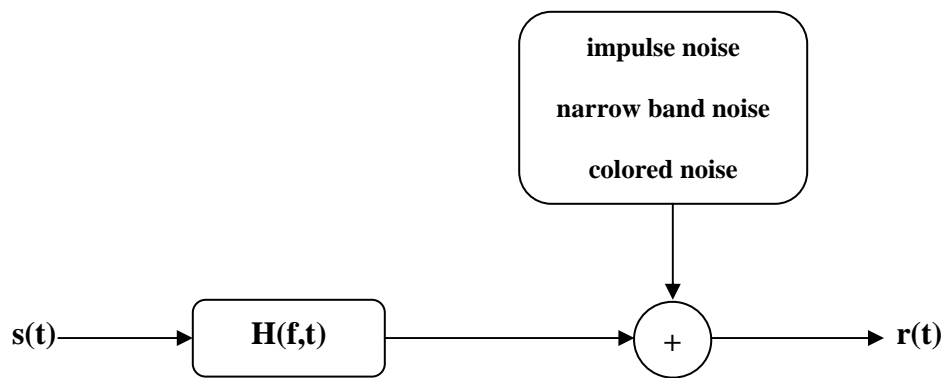 impulse noise
narrow band noise
colored noise
s(t)
H(f,t)
+
r(t)